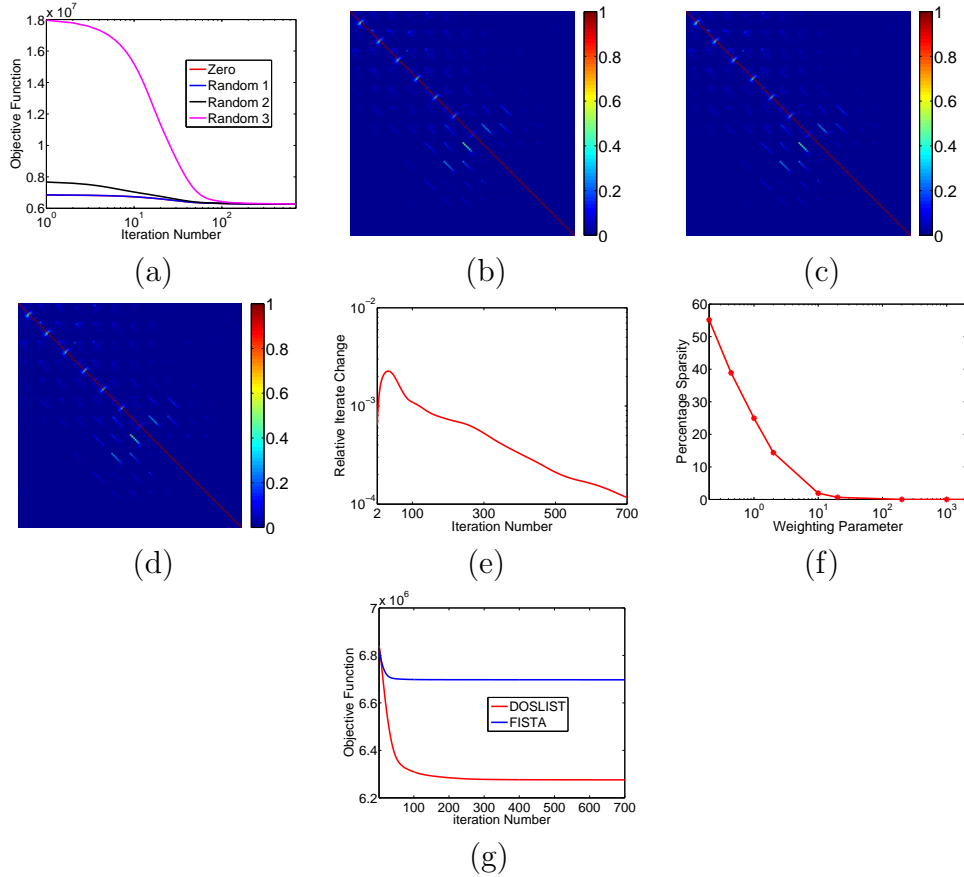 x 10^7
1.8
1.6
1.4
1.2
1
0.8
0.6
10^0
10^1
10^2
Objective Function
Iteration Number
Zero
Random 1
Random 2
Random 3
(a)
1
0.8
0.6
0.4
0.2
0
(b)
1
0.8
0.6
0.4
0.2
0
(c)
1
0.8
0.6
0.4
0.2
0
(d)
10^-2
10^-3
10^-4
2
100
300
500
700
Relative Iterate Change
Iteration Number
(e)
60
50
40
30
20
10
0
10^0
10^1
10^2
10^3
Percentage Sparsity
Weighting Parameter
(f)
x 10^6
7
6.8
6.6
6.4
6.2
100
200
300
400
500
600
700
Objective Function
iteration Number
DOSLIST
FISTA
(g)